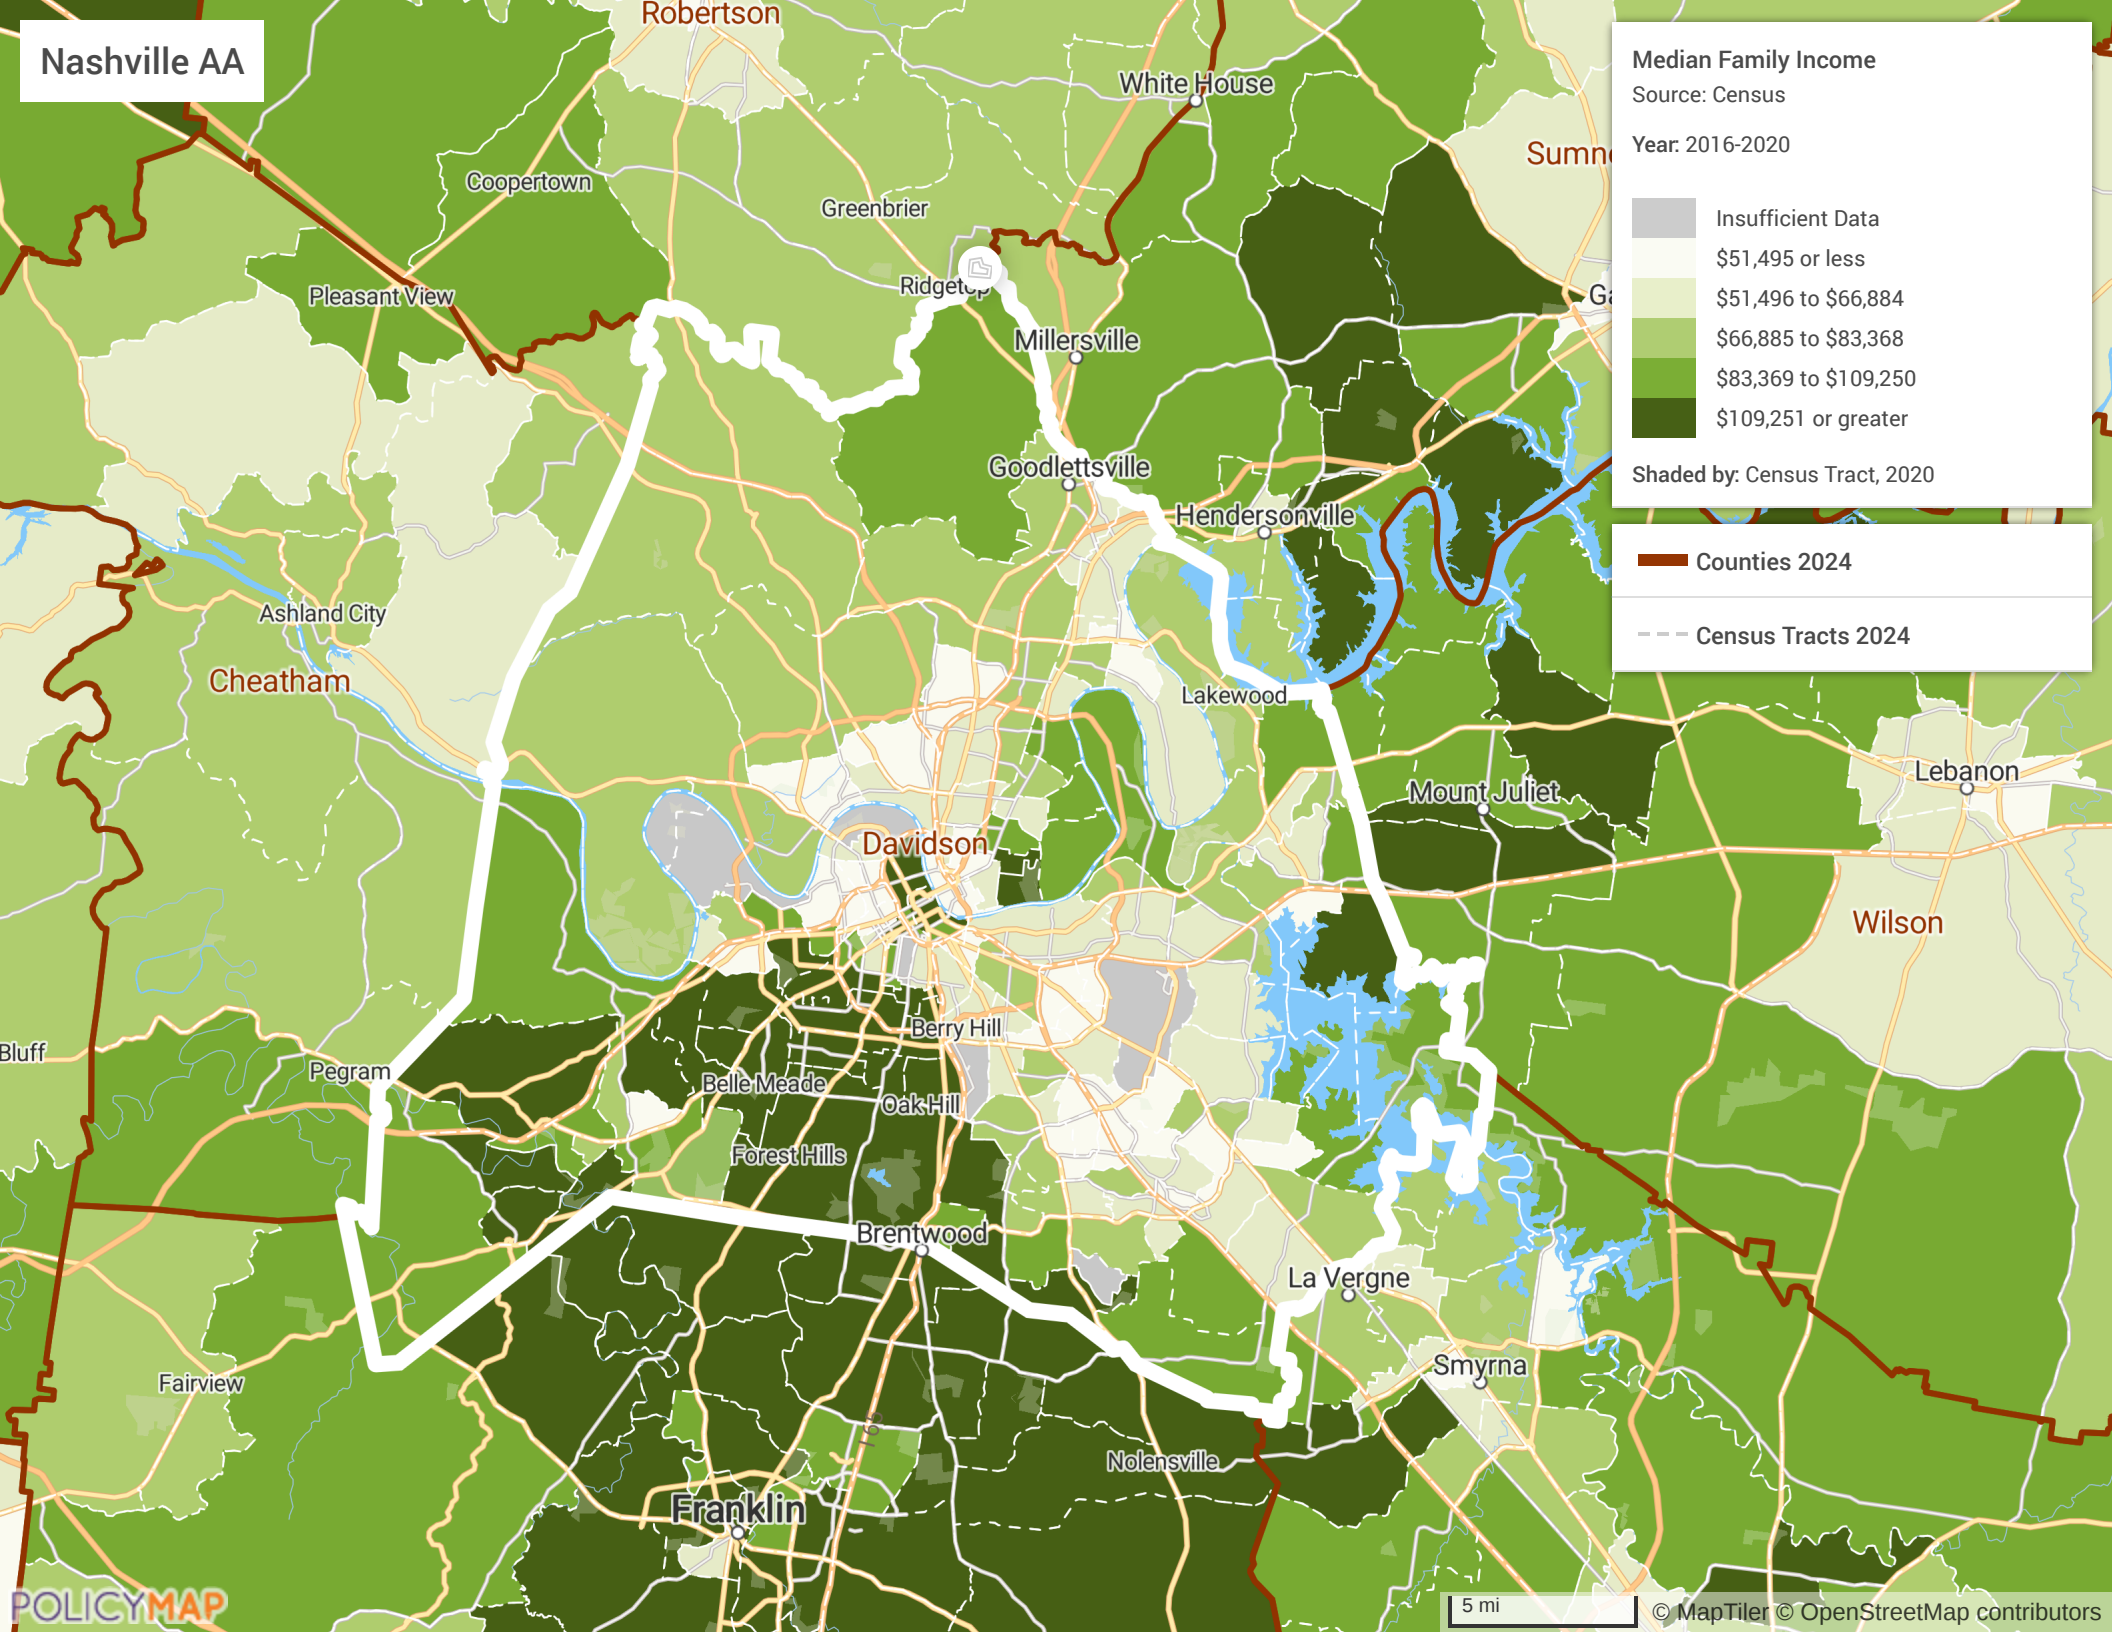 Nashville AA
Robertson
White House
Sumn
Coopertown
Greenbrier
Pleasant View
Ridgetop
Millersville
Ga
Goodlettsville
Hendersonville
Ashland City
Cheatham
Lakewood
Mount Juliet
Lebanon
Davidson
Wilson
Berry Hill
Bluff
Pegram
Belle Meade
Oak Hill
Forest Hills
Brentwood
La Vergne
Smyrna
Fairview
I 65
Nolensville
Franklin
Median Family Income
Source: Census
Year: 2016-2020
Insufficient Data
$51,495 or less
$51,496 to $66,884
$66,885 to $83,368
$83,369 to $109,250
$109,251 or greater
Shaded by: Census Tract, 2020
Counties 2024
Census Tracts 2024
POLICYMAP
5 mi
© MapTiler © OpenStreetMap contributors